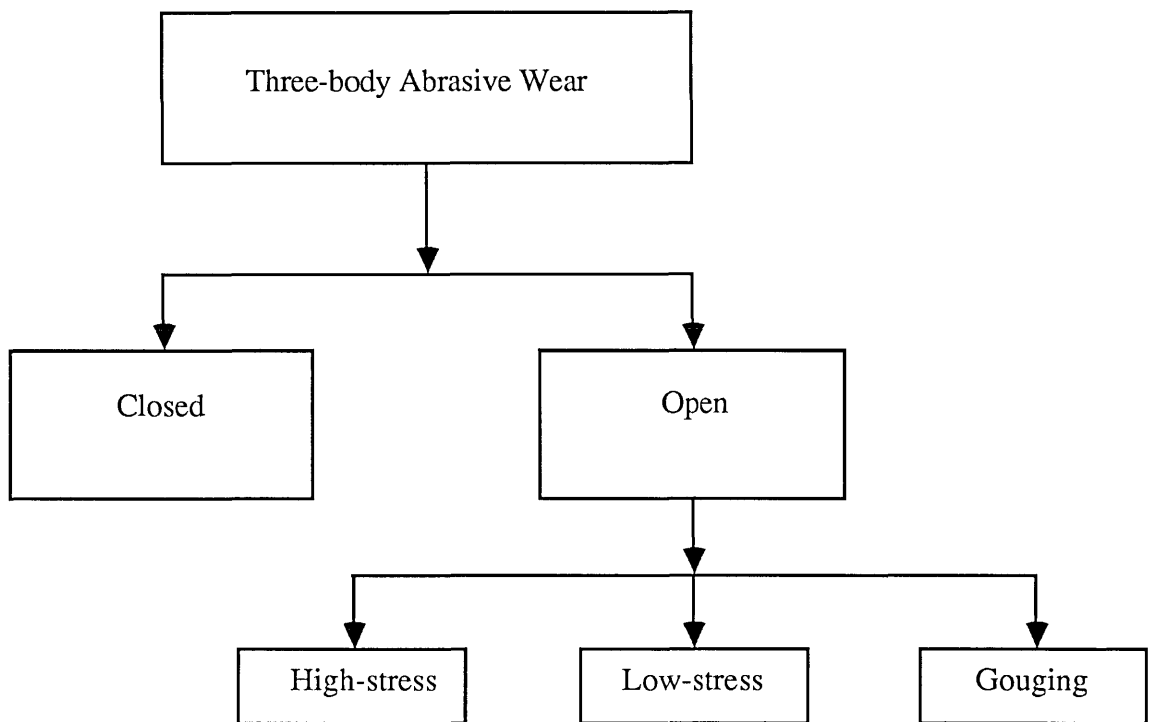 Three-body Abrasive Wear
Closed
Open
High-stress
Low-stress
Gouging